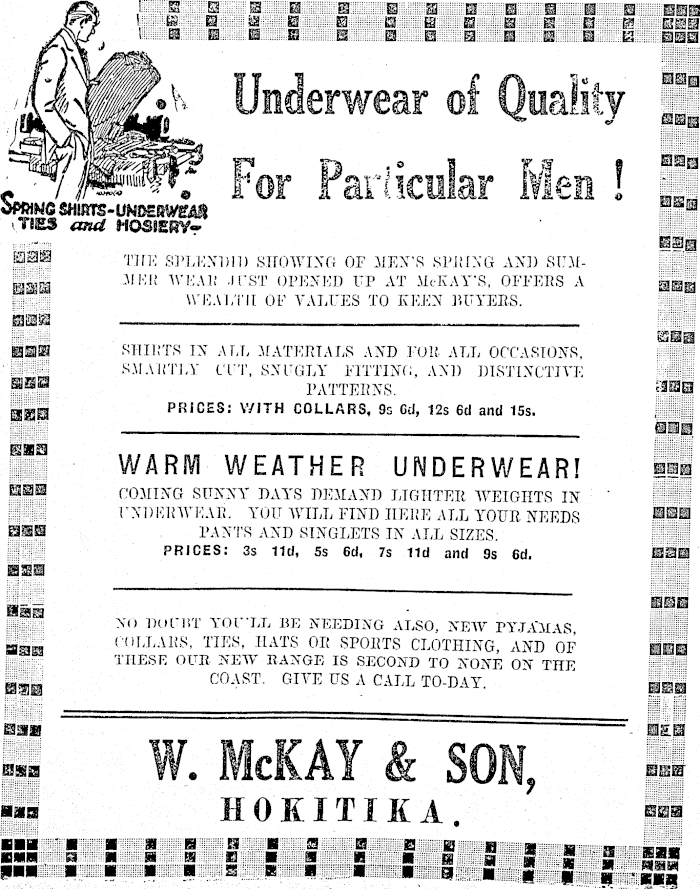 Underwear of Quality
For Particular Men !
SPRING SHIRTS-UNDERWEAR
TIES and HOSIERY-
THE SPLENDID SHOWING OF MEN'S SPRING AND SUM-
MER WEAR JUST OPENED UP AT McKAY'S, OFFERS A
WEALTH OF VALUES TO KEEN BUYERS.
SHIRTS IN ALL MATERIALS AND FOR ALL OCCASIONS,
SMARTLY CUT, SNUGLY FITTING, AND DISTINCTIVE
PATTERNS.
PRICES: WITH COLLARS, 9s 6d, 12s 6d and 15s.
WARM WEATHER UNDERWEAR!
COMING SUNNY DAYS DEMAND LIGHTER WEIGHTS IN
UNDERWEAR. YOU WILL FIND HERE ALL YOUR NEEDS
PANTS AND SINGLETS IN ALL SIZES.
PRICES: 3s 11d, 5s 6d, 7s 11d and 9s 6d.
NO DOUBT YOU'LL BE NEEDING ALSO, NEW PYJAMAS,
COLLARS, TIES, HATS OR SPORTS CLOTHING, AND OF
THESE OUR NEW RANGE IS SECOND TO NONE ON THE
COAST. GIVE US A CALL TO-DAY.
W. McKAY & SON,
HOKITIKA.